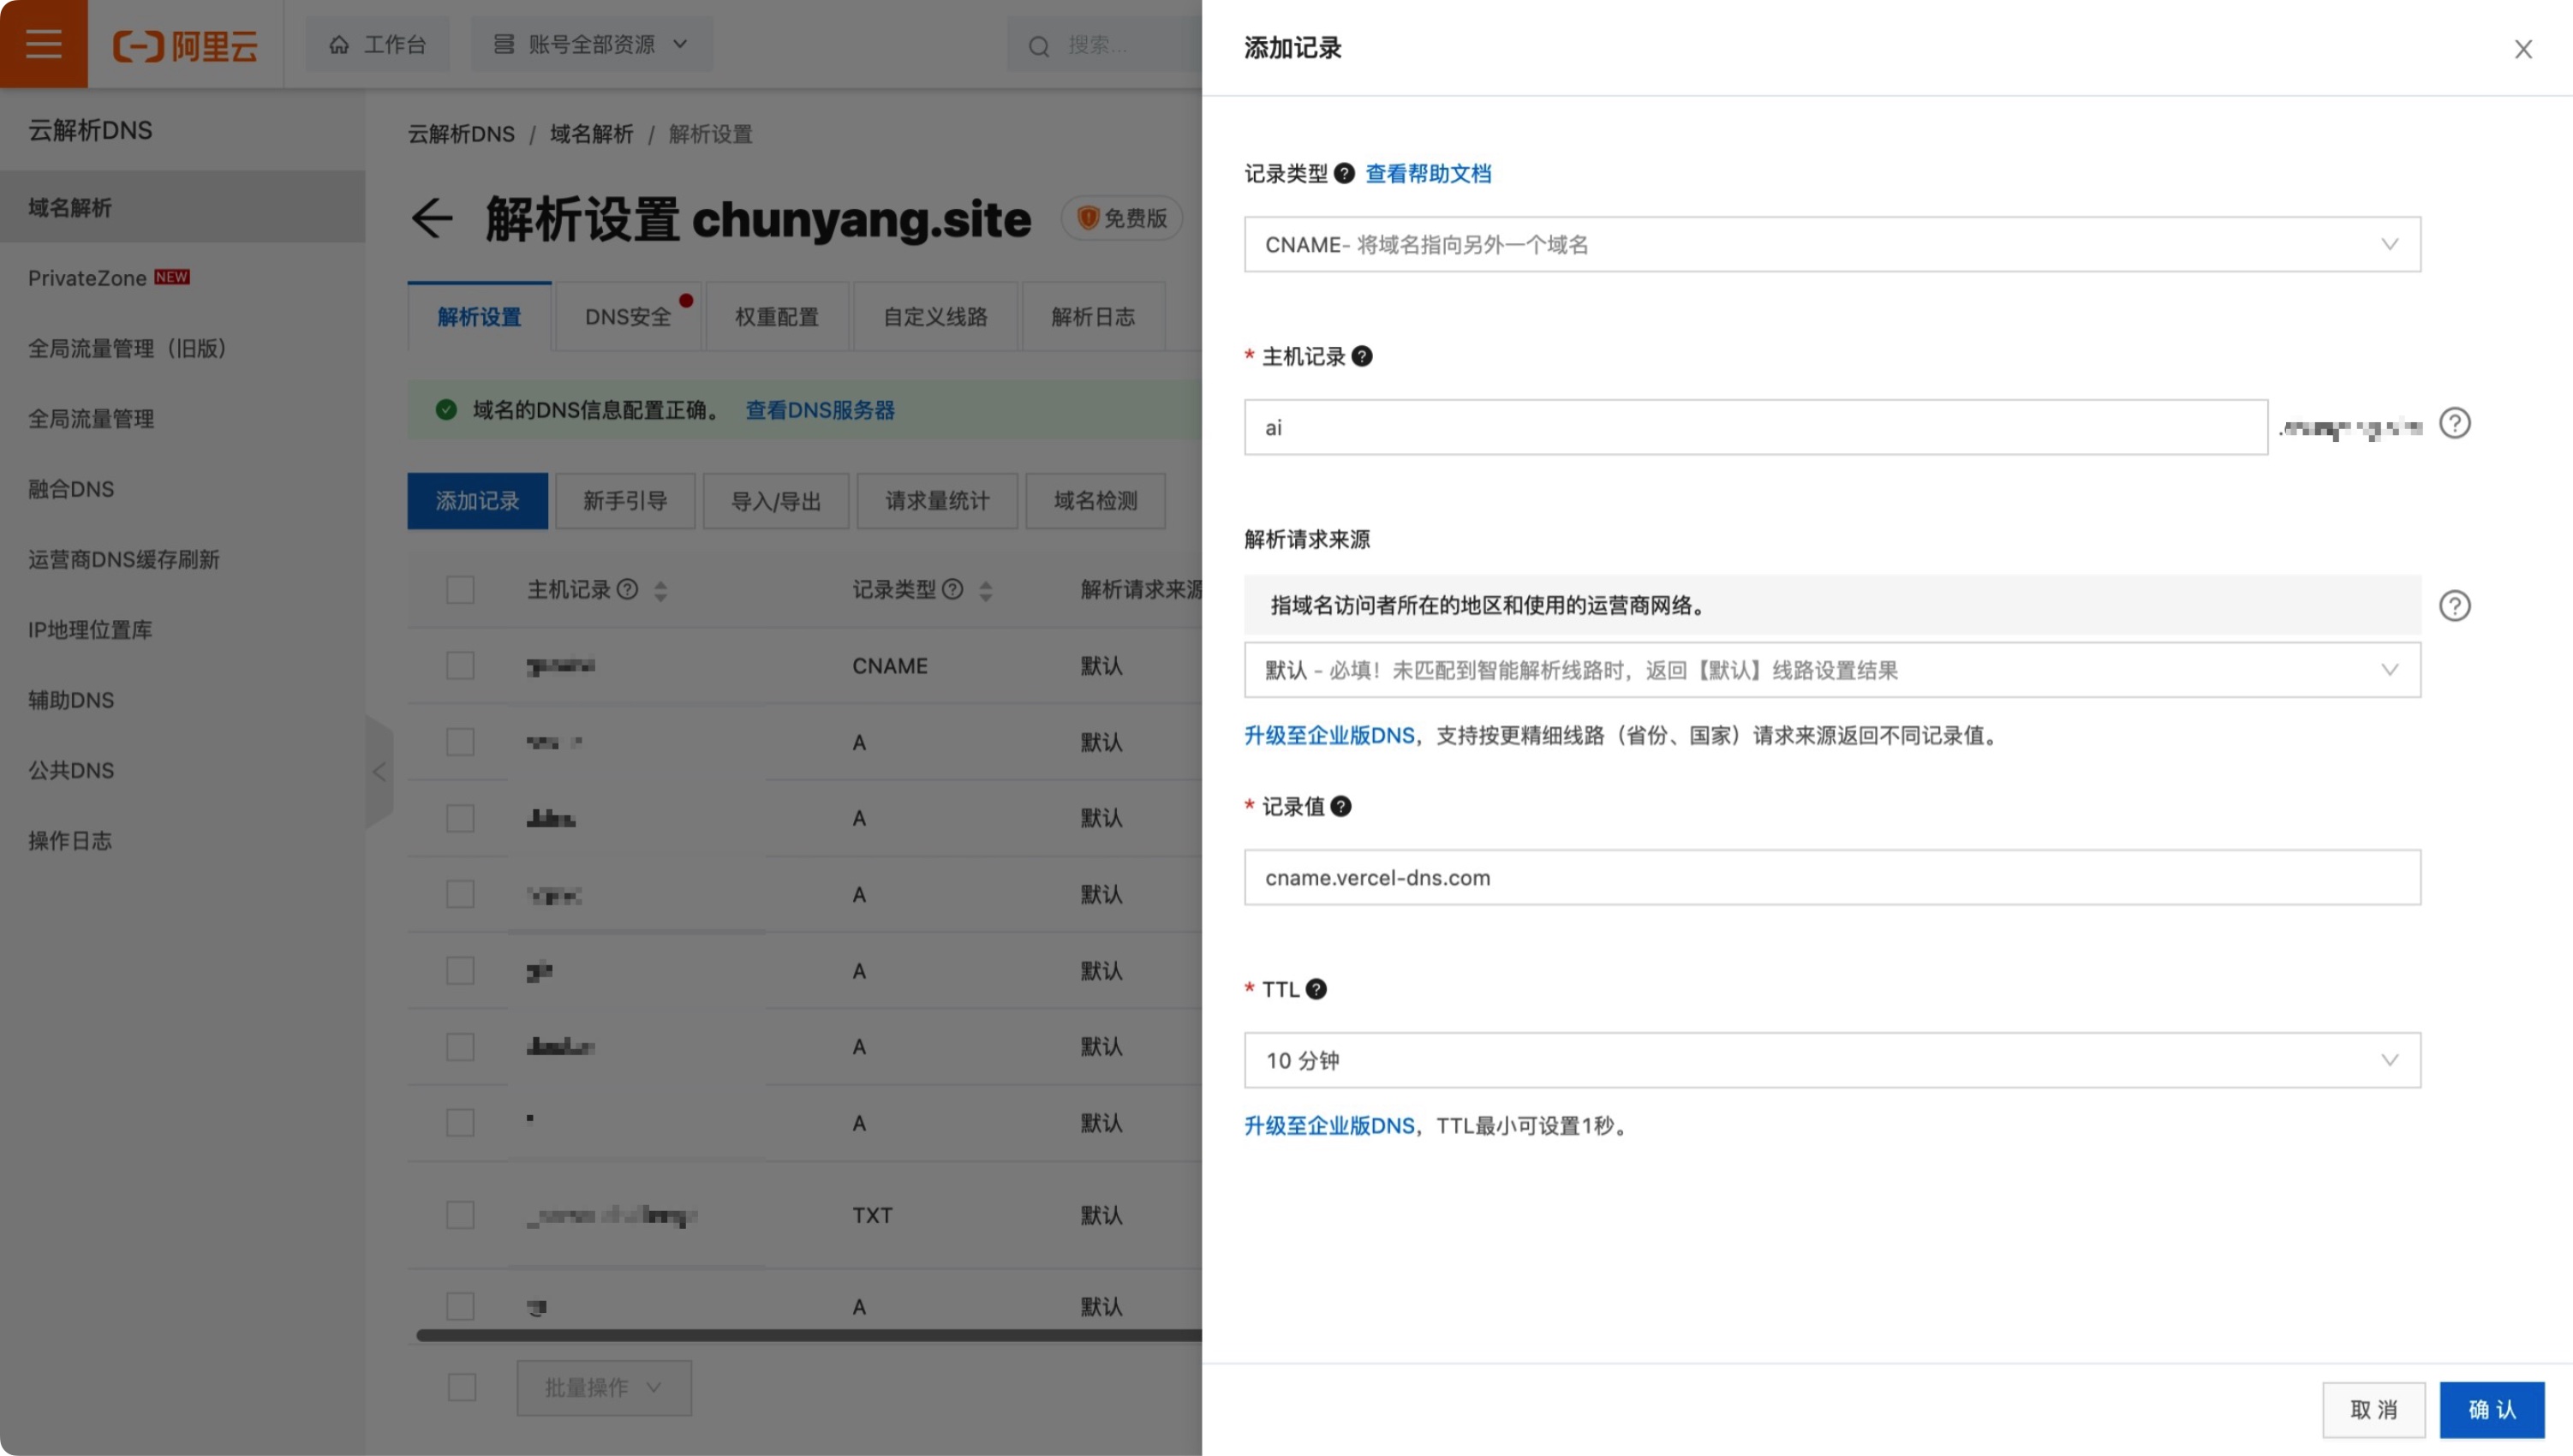 阿里云
工作台
账号全部资源
搜索...
云解析DNS
域名解析
PrivateZone NEW
全局流量管理（旧版）
全局流量管理
融合DNS
运营商DNS缓存刷新
IP地理位置库
辅助DNS
公共DNS
操作日志
云解析DNS / 域名解析 / 解析设置
解析设置 chunyang.site
免费版
解析设置 DNS安全 权重配置 自定义线路 解析日志
域名的DNS信息配置正确。 查看DNS服务器
添加记录 新手引导 导入/导出 请求量统计 域名检测
主机记录 记录类型 解析请求来源
CNAME 默认
A 默认
A 默认
A 默认
A 默认
A 默认
A 默认
TXT 默认
A 默认
批量操作
添加记录
记录类型 查看帮助文档
CNAME- 将域名指向另外一个域名
* 主机记录
ai
解析请求来源
指域名访问者所在的地区和使用的运营商网络。
默认 - 必填！未匹配到智能解析线路时，返回【默认】线路设置结果
升级至企业版DNS，支持按更精细线路（省份、国家）请求来源返回不同记录值。
* 记录值
cname.vercel-dns.com
* TTL
10 分钟
升级至企业版DNS，TTL最小可设置1秒。
取 消
确 认